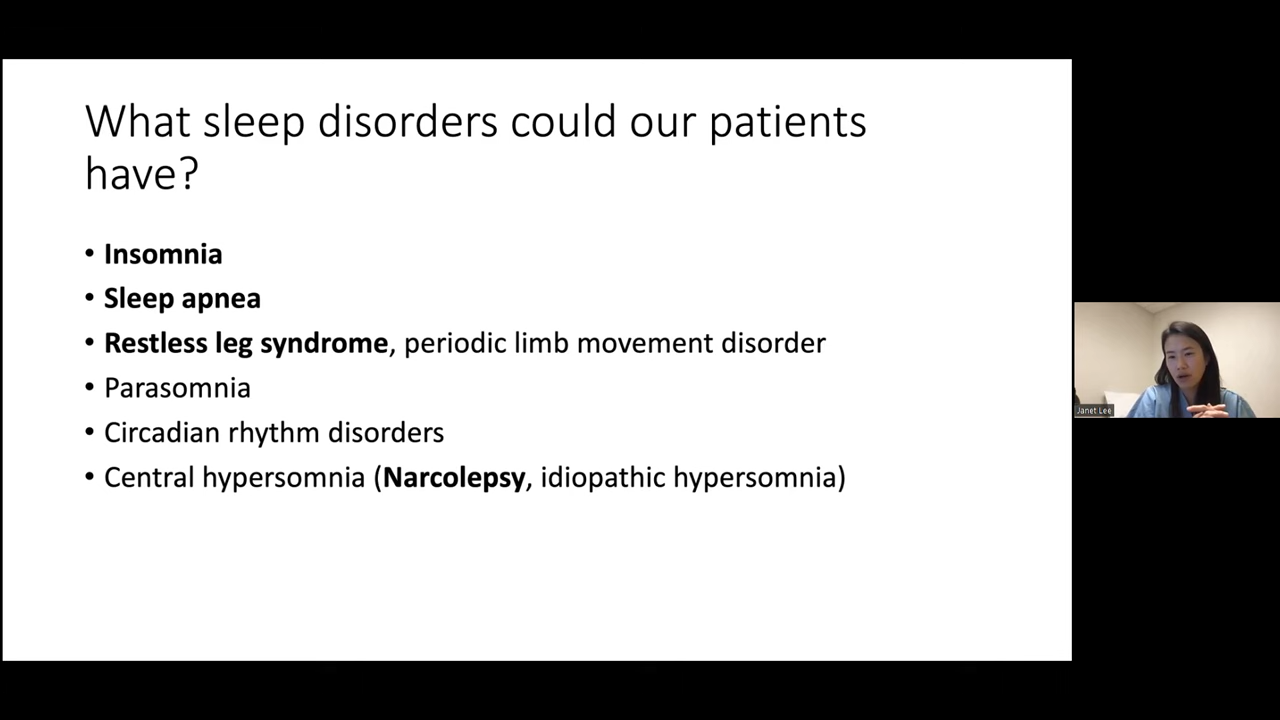 What sleep disorders could our patients
have?
• Insomnia
• Sleep apnea
• Restless leg syndrome, periodic limb movement disorder
• Parasomnia
• Circadian rhythm disorders
• Central hypersomnia (Narcolepsy, idiopathic hypersomnia)
Janet Lee